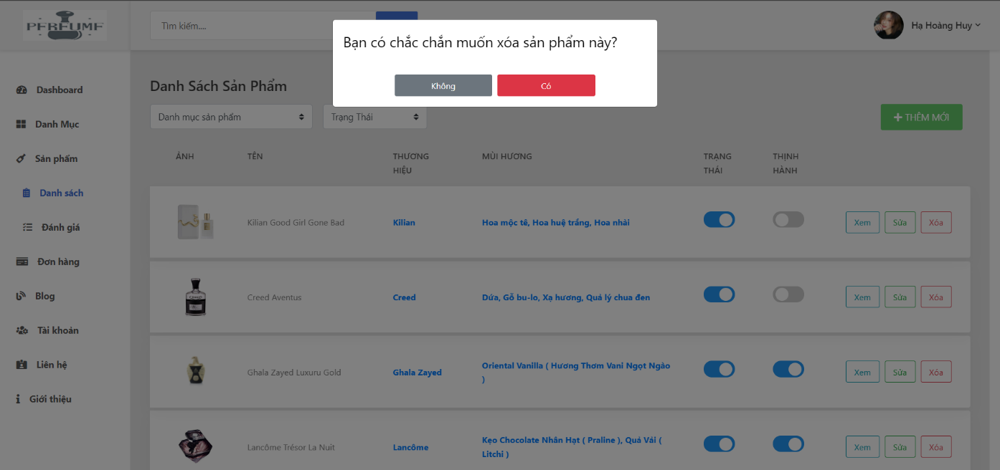 PERFUME
Tìm kiếm....
Hạ Hoàng Huy
Bạn có chắc chắn muốn xóa sản phẩm này?
Không
Có
Dashboard
Danh Mục
Sản phẩm
Danh sách
Đánh giá
Đơn hàng
Blog
Tài khoản
Liên hệ
Giới thiệu
Danh Sách Sản Phẩm
Danh mục sản phẩm
Trạng Thái
THÊM MỚI
ẢNH
TÊN
THƯƠNG
HIỆU
MÙI HƯƠNG
TRẠNG
THÁI
THỊNH
HÀNH
Kilian Good Girl Gone Bad
Kilian
Hoa mộc tê, Hoa huệ trắng, Hoa nhài
Xem
Sửa
Xóa
Creed Aventus
Creed
Dứa, Gỗ bu-lo, Xạ hương, Quả lý chua đen
Xem
Sửa
Xóa
Ghala Zayed Luxuru Gold
Ghala Zayed
Oriental Vanilla ( Hương Thơm Vani Ngọt Ngào
)
Xem
Sửa
Xóa
Lancôme Trésor La Nuit
Lancôme
Kẹo Chocolate Nhân Hạt ( Praline ), Quả Vải (
Litchi )
Xem
Sửa
Xóa